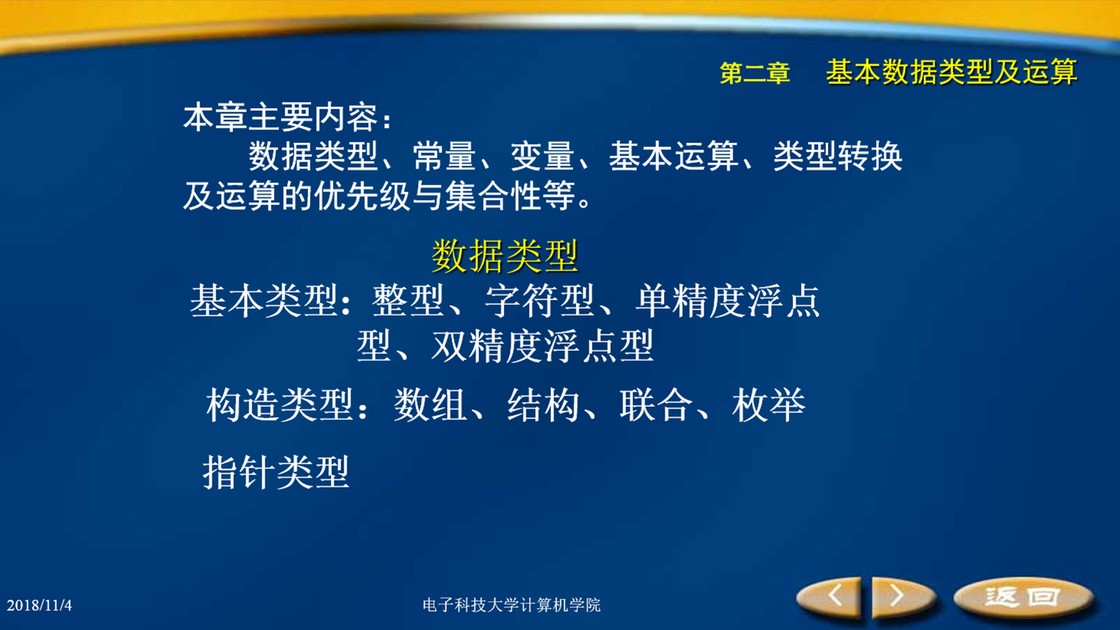 第二章 基本数据类型及运算
本章主要内容：
数据类型、常量、变量、基本运算、类型转换
及运算的优先级与集合性等。
数据类型
基本类型：整型、字符型、单精度浮点
型、双精度浮点型
构造类型：数组、结构、联合、枚举
指针类型
2018/11/4
电子科技大学计算机学院
返回